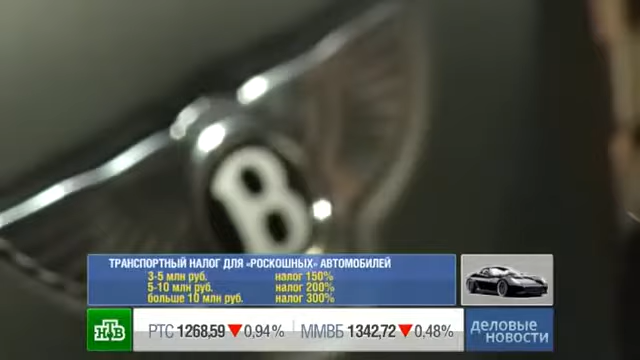 B
ТРАНСПОРТНЫЙ НАЛОГ ДЛЯ «РОСКОШНЫХ» АВТОМОБИЛЕЙ
3-5 млн руб. налог 150%
5-10 млн руб. налог 200%
больше 10 млн руб. налог 300%
НТВ РТС 1268,59 ▼ 0,94% ММВБ 1342,72 ▼ 0,48% деловые
НОВОСТИ